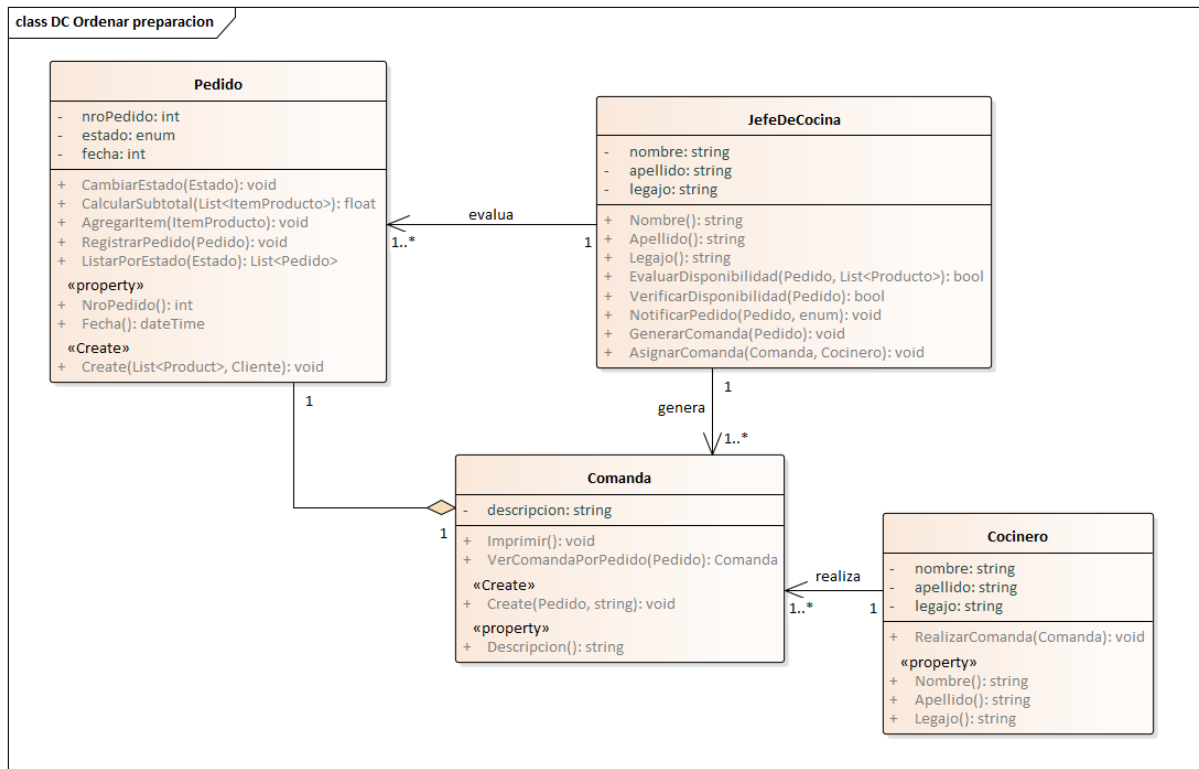 class DC Ordenar preparacion
Pedido
- nroPedido: int
- estado: enum
- fecha: int
+ CambiarEstado(Estado): void
+ CalcularSubtotal(List<ItemProducto>): float
+ AgregarItem(ItemProducto): void
+ RegistrarPedido(Pedido): void
+ ListarPorEstado(Estado): List<Pedido>
«property»
+ NroPedido(): int
+ Fecha(): dateTime
«Create»
+ Create(List<Product>, Cliente): void
JefeDeCocina
- nombre: string
- apellido: string
- legajo: string
+ Nombre(): string
+ Apellido(): string
+ Legajo(): string
+ EvaluarDisponibilidad(Pedido, List<Producto>): bool
+ VerificarDisponibilidad(Pedido): bool
+ NotificarPedido(Pedido, enum): void
+ GenerarComanda(Pedido): void
+ AsignarComanda(Comanda, Cocinero): void
evalua
1..*
1
1
1
genera
1..*
Comanda
- descripcion: string
+ Imprimir(): void
+ VerComandaPorPedido(Pedido): Comanda
«Create»
+ Create(Pedido, string): void
«property»
+ Descripcion(): string
1
realiza
1..*
1
Cocinero
- nombre: string
- apellido: string
- legajo: string
+ RealizarComanda(Comanda): void
«property»
+ Nombre(): string
+ Apellido(): string
+ Legajo(): string